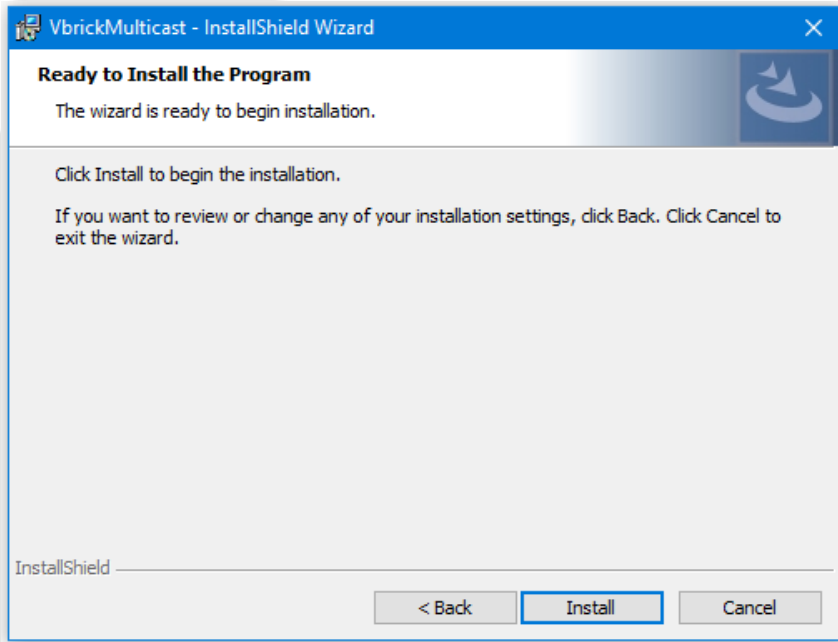 VbrickMulticast - InstallShield Wizard
Ready to Install the Program
The wizard is ready to begin installation.
Click Install to begin the installation.
If you want to review or change any of your installation settings, click Back. Click Cancel to
exit the wizard.
InstallShield
< Back Install Cancel